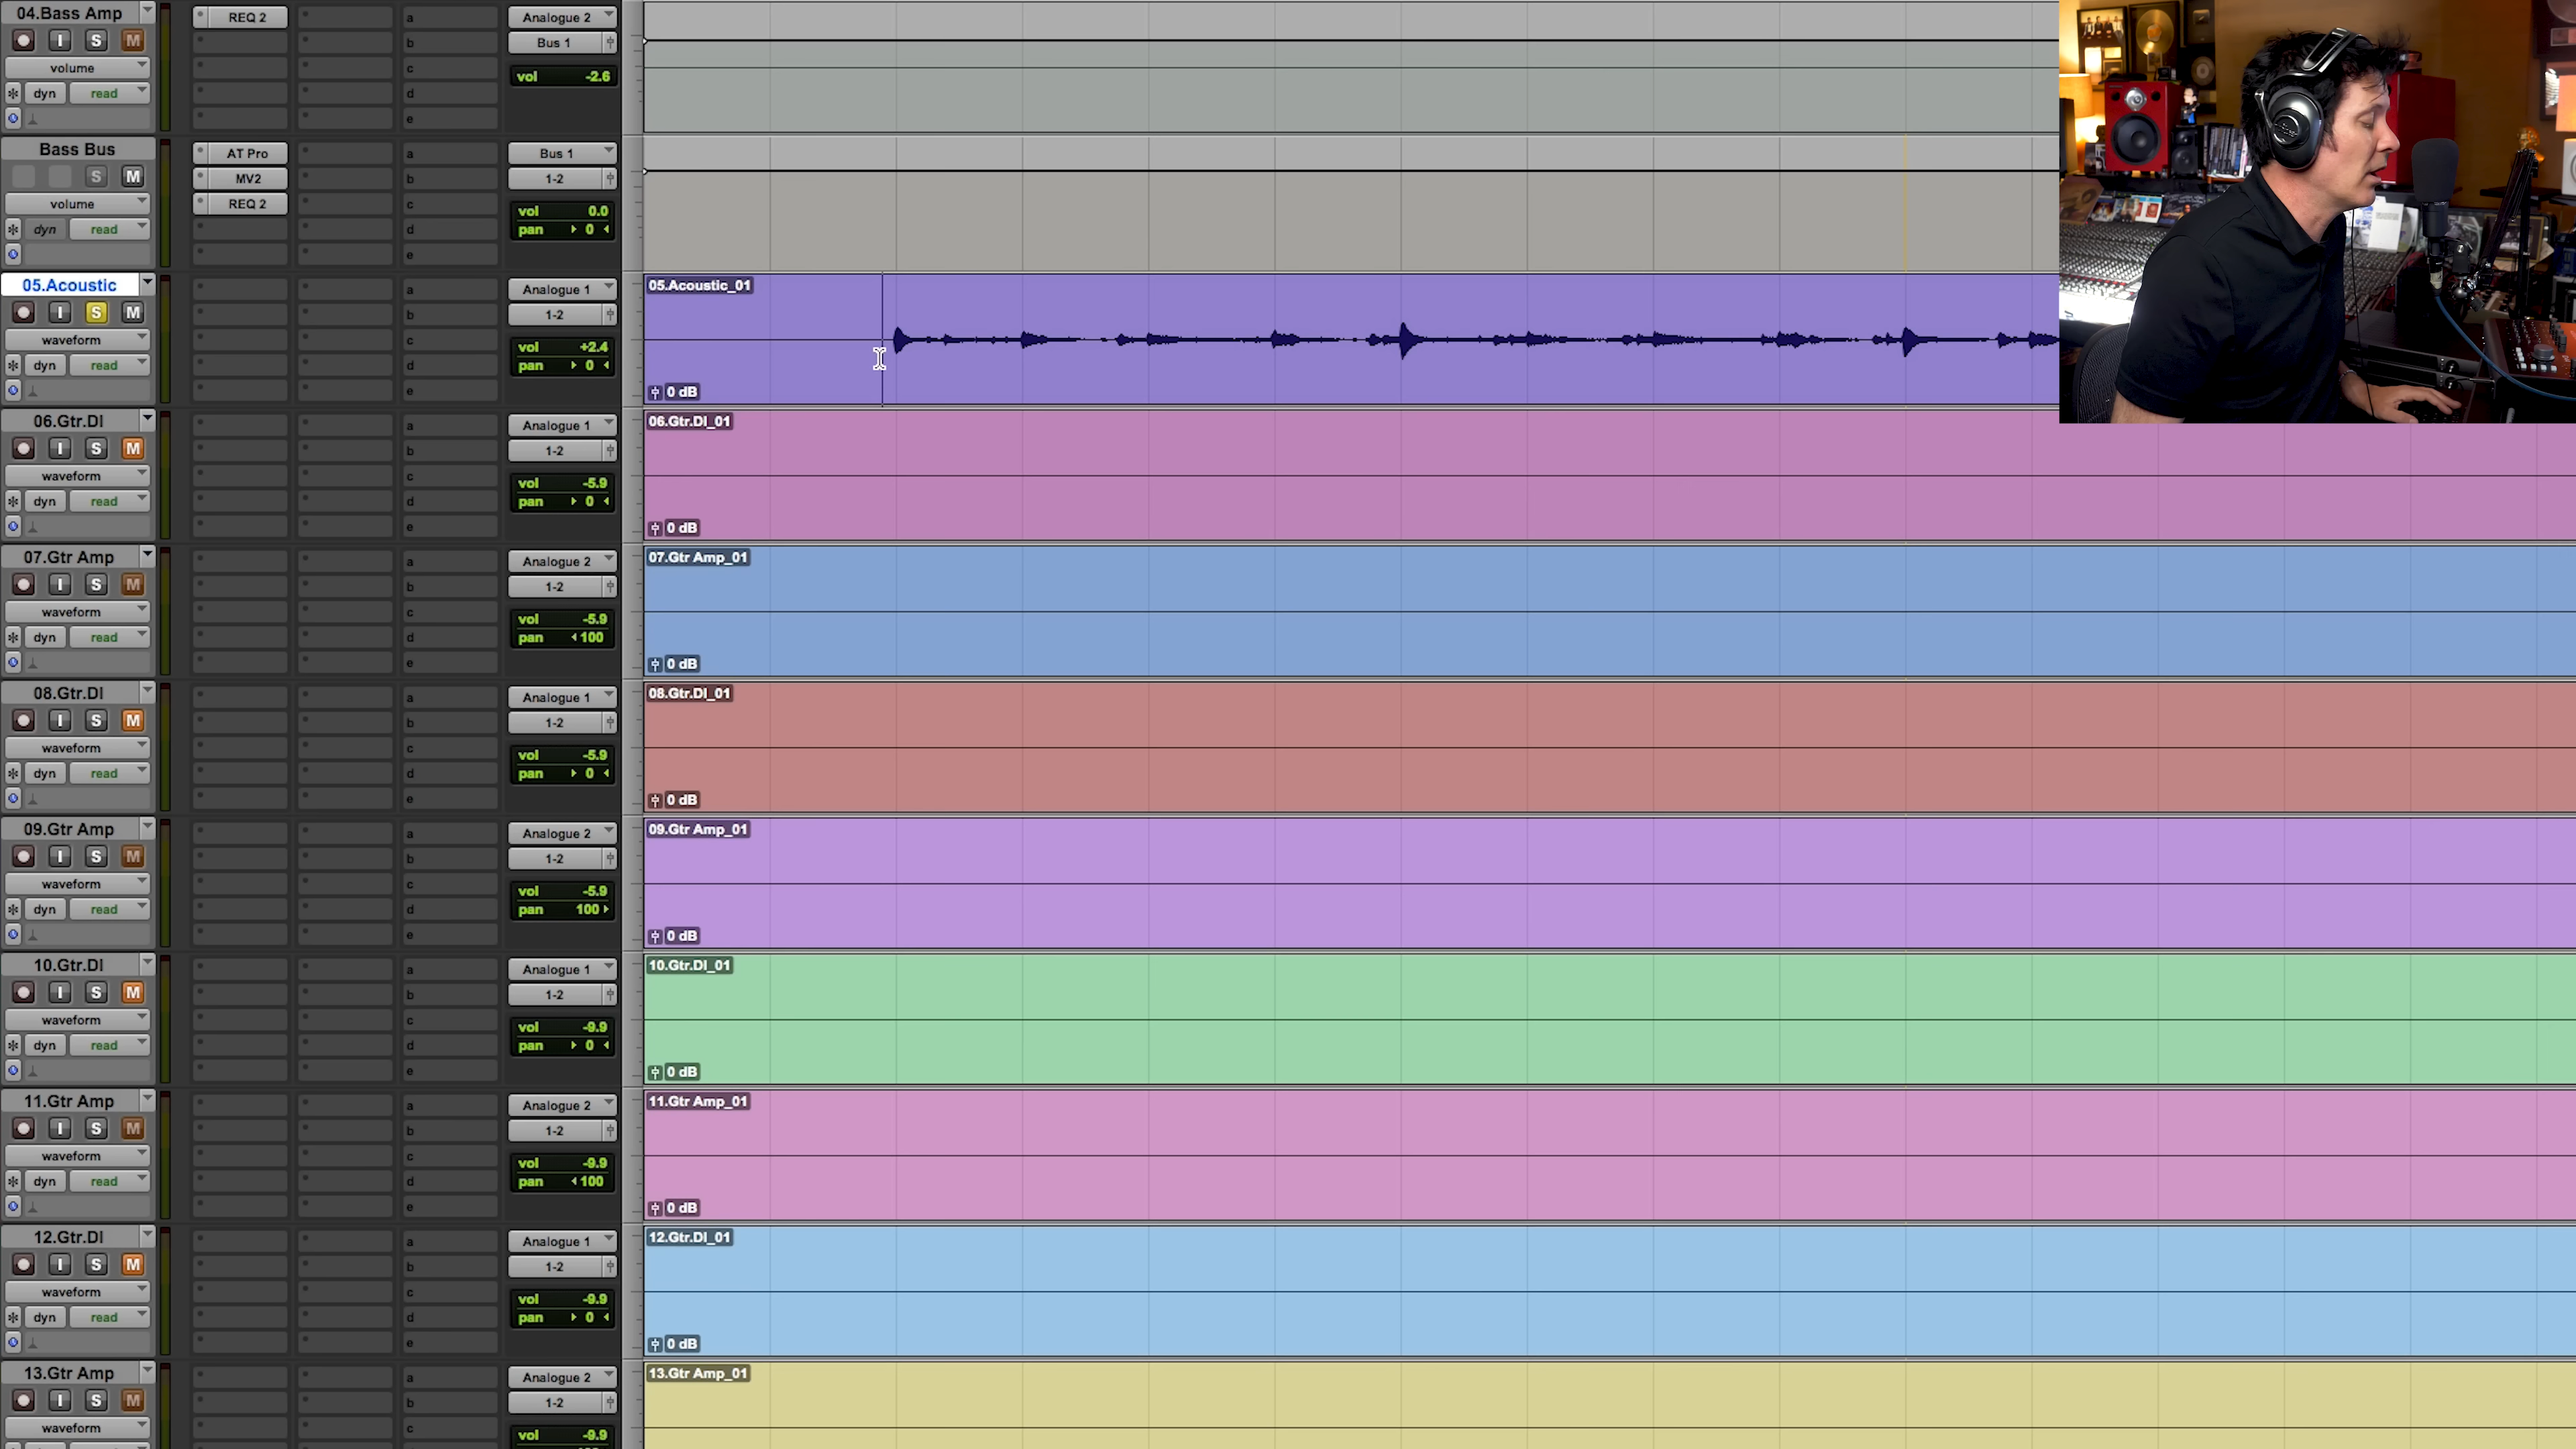 04.Bass Amp
I S M
volume
dyn read
REQ 2
a
b
c
d
e
Analogue 2
Bus 1
vol -2.6
Bass Bus
S M
volume
dyn read
AT Pro
MV2
REQ 2
a
b
c
d
e
Bus 1
1-2
vol 0.0
pan 0
05.Acoustic
I S M
waveform
dyn read
a
b
c
d
e
Analogue 1
1-2
vol +2.4
pan 0
05.Acoustic_01
0 dB
06.Gtr.DI
I S M
waveform
dyn read
a
b
c
d
e
Analogue 1
1-2
vol -5.9
pan 0
06.Gtr.DI_01
0 dB
07.Gtr Amp
I S M
waveform
dyn read
a
b
c
d
e
Analogue 2
1-2
vol -5.9
pan 100
07.Gtr Amp_01
0 dB
08.Gtr.DI
I S M
waveform
dyn read
a
b
c
d
e
Analogue 1
1-2
vol -5.9
pan 0
08.Gtr.DI_01
0 dB
09.Gtr Amp
I S M
waveform
dyn read
a
b
c
d
e
Analogue 2
1-2
vol -5.9
pan 100
09.Gtr Amp_01
0 dB
10.Gtr.DI
I S M
waveform
dyn read
a
b
c
d
e
Analogue 1
1-2
vol -9.9
pan 0
10.Gtr.DI_01
0 dB
11.Gtr Amp
I S M
waveform
dyn read
a
b
c
d
e
Analogue 2
1-2
vol -9.9
pan 100
11.Gtr Amp_01
0 dB
12.Gtr.DI
I S M
waveform
dyn read
a
b
c
d
e
Analogue 1
1-2
vol -9.9
pan 0
12.Gtr.DI_01
0 dB
13.Gtr Amp
I S M
waveform
a
b
c
Analogue 2
1-2
vol -9.9
13.Gtr Amp_01